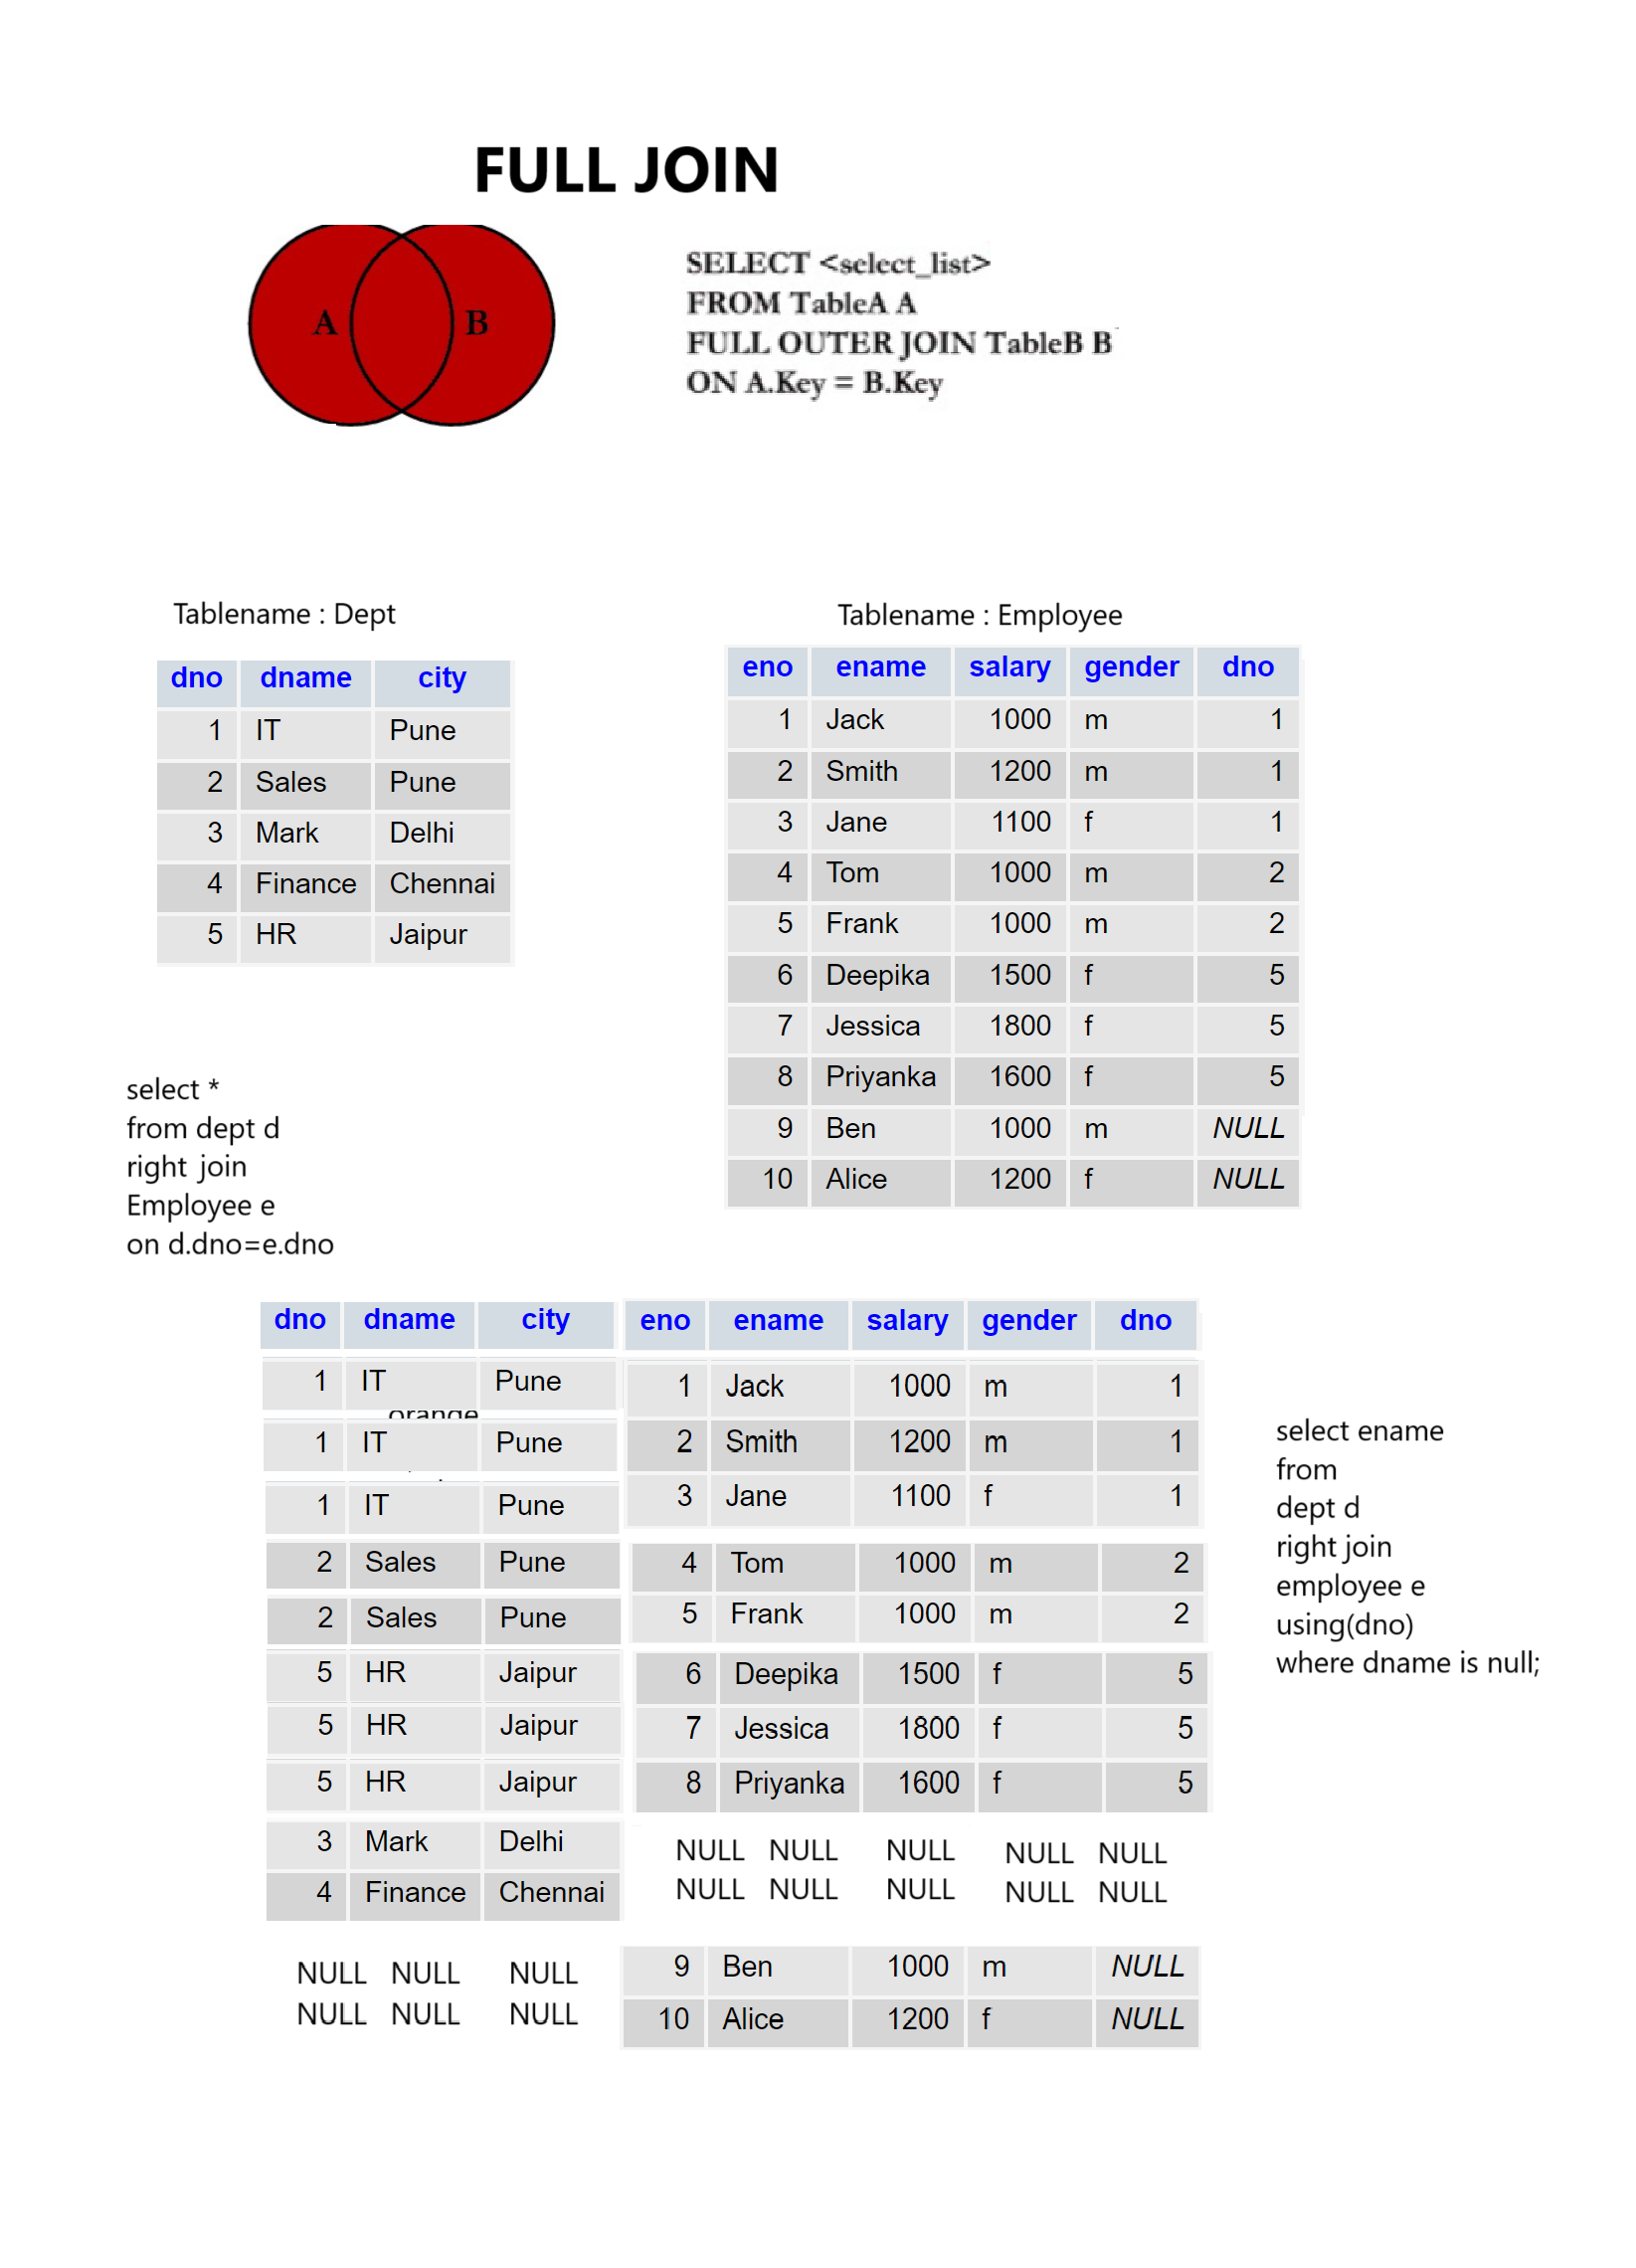 FULL JOIN
A B
SELECT <select_list>
FROM TableA A
FULL OUTER JOIN TableB B
ON A.Key = B.Key
Tablename : Dept
dno dname city
1 IT Pune
2 Sales Pune
3 Mark Delhi
4 Finance Chennai
5 HR Jaipur
Tablename : Employee
eno ename salary gender dno
1 Jack 1000 m 1
2 Smith 1200 m 1
3 Jane 1100 f 1
4 Tom 1000 m 2
5 Frank 1000 m 2
6 Deepika 1500 f 5
7 Jessica 1800 f 5
8 Priyanka 1600 f 5
9 Ben 1000 m NULL
10 Alice 1200 f NULL
select *
from dept d
right join
Employee e
on d.dno=e.dno
dno dname city eno ename salary gender dno
1 IT Pune 1 Jack 1000 m 1
orange
1 IT Pune 2 Smith 1200 m 1
1 IT Pune 3 Jane 1100 f 1
2 Sales Pune 4 Tom 1000 m 2
2 Sales Pune 5 Frank 1000 m 2
5 HR Jaipur 6 Deepika 1500 f 5
5 HR Jaipur 7 Jessica 1800 f 5
5 HR Jaipur 8 Priyanka 1600 f 5
3 Mark Delhi NULL NULL NULL NULL NULL
4 Finance Chennai NULL NULL NULL NULL NULL
NULL NULL NULL 9 Ben 1000 m NULL
NULL NULL NULL 10 Alice 1200 f NULL
select ename
from
dept d
right join
employee e
using(dno)
where dname is null;